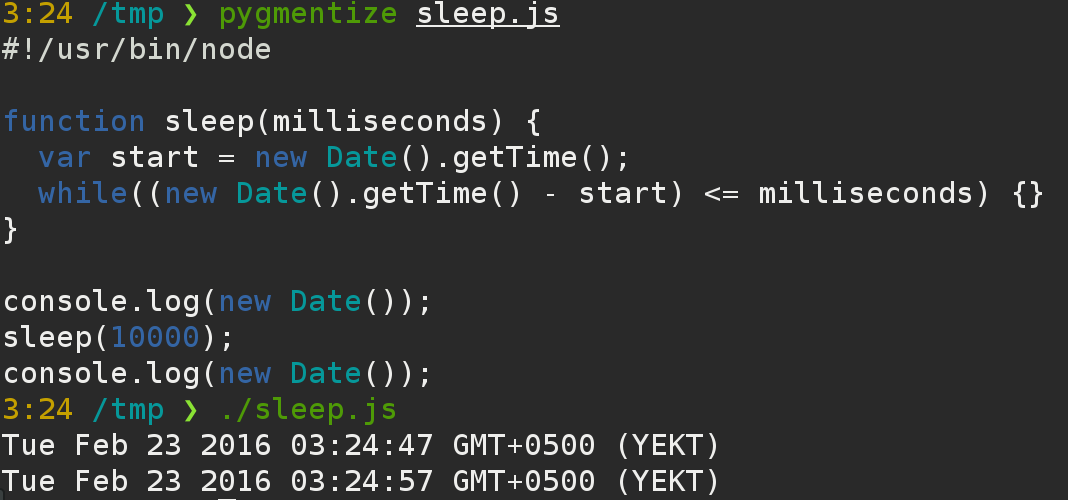 3:24 /tmp ❯ pygmentize sleep.js
#!/usr/bin/node

function sleep(milliseconds) {
  var start = new Date().getTime();
  while((new Date().getTime() - start) <= milliseconds) {}
}

console.log(new Date());
sleep(10000);
console.log(new Date());
3:24 /tmp ❯ ./sleep.js
Tue Feb 23 2016 03:24:47 GMT+0500 (YEKT)
Tue Feb 23 2016 03:24:57 GMT+0500 (YEKT)